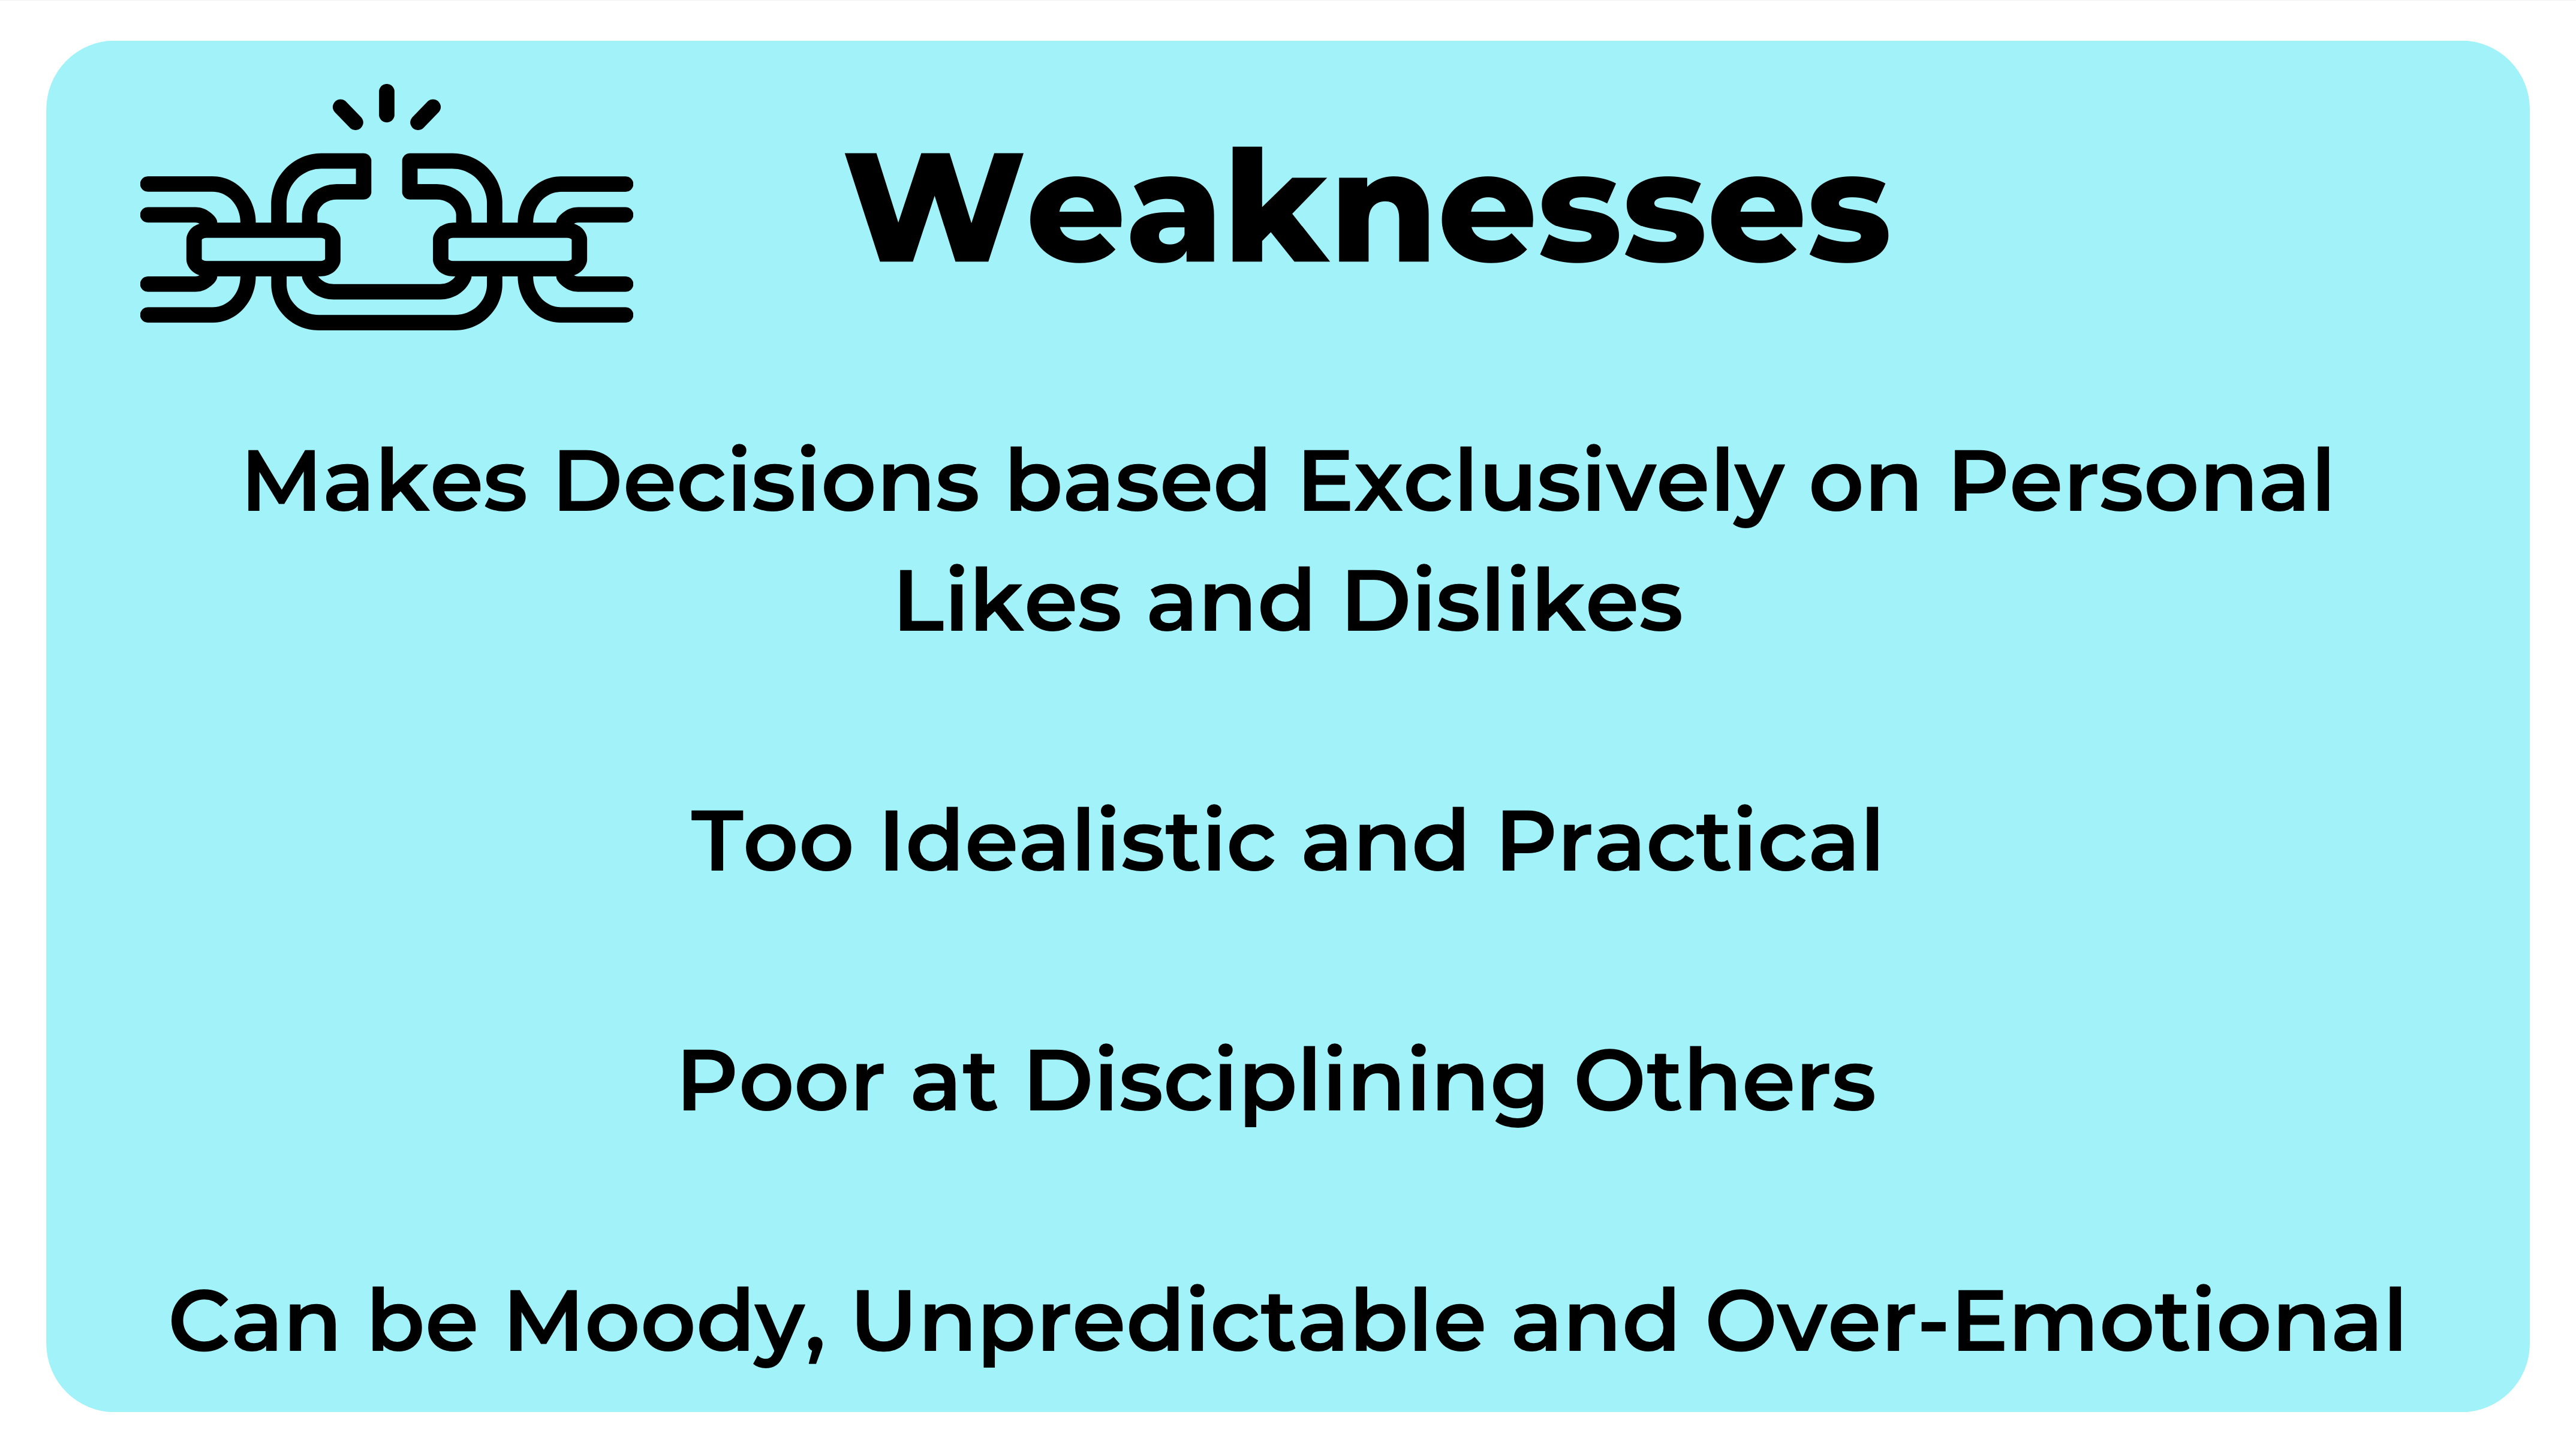 Weaknesses
Makes Decisions based Exclusively on Personal
Likes and Dislikes
Too Idealistic and Practical
Poor at Disciplining Others
Can be Moody, Unpredictable and Over-Emotional